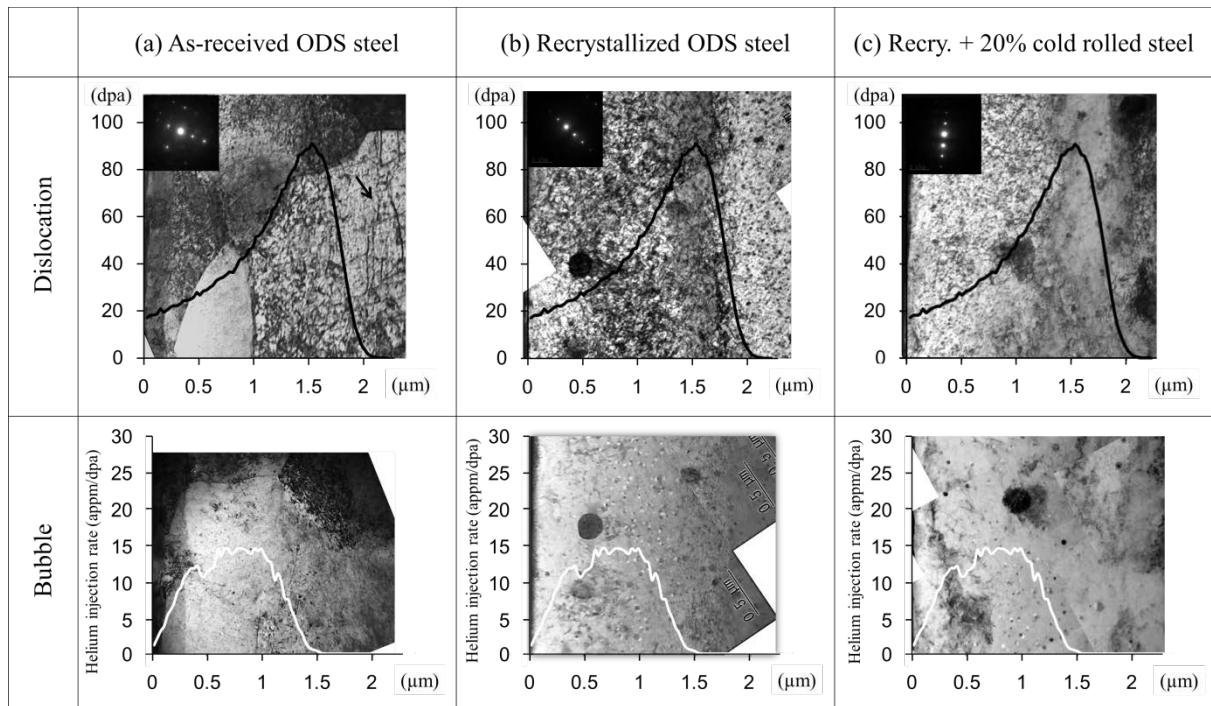 (a) As-received ODS steel
(b) Recrystallized ODS steel
(c) Recry. + 20% cold rolled steel
Dislocation
(dpa)
100
80
60
40
20
0
0 0.5 1 1.5 2 (µm)
(dpa)
100
80
60
40
20
0
0 0.5 1 1.5 2 (µm)
(dpa)
100
80
60
40
20
0
0 0.5 1 1.5 2 (µm)
Bubble
Helium injection rate (appm/dpa)
30
25
20
15
10
5
0
0 0.5 1 1.5 2 (µm)
Helium injection rate (appm/dpa)
30
25
20
15
10
5
0
0.5 µm
0.5 µm
0 0.5 1 1.5 2 (µm)
Helium injection rate (appm/dpa)
30
25
20
15
10
5
0
0 0.5 1 1.5 2 (µm)